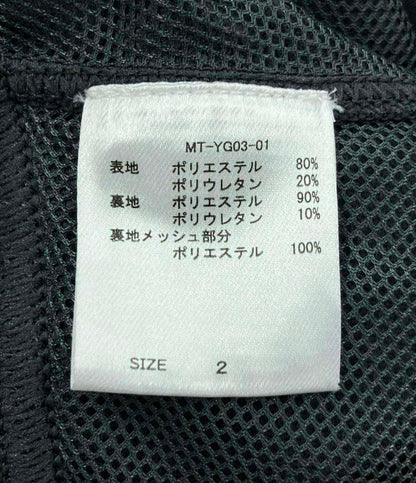 MT-YG03-01
表地 ポリエステル 80%
ポリウレタン 20%
裏地 ポリエステル 90%
ポリウレタン 10%
裏地メッシュ部分
ポリエステル 100%
SIZE 2